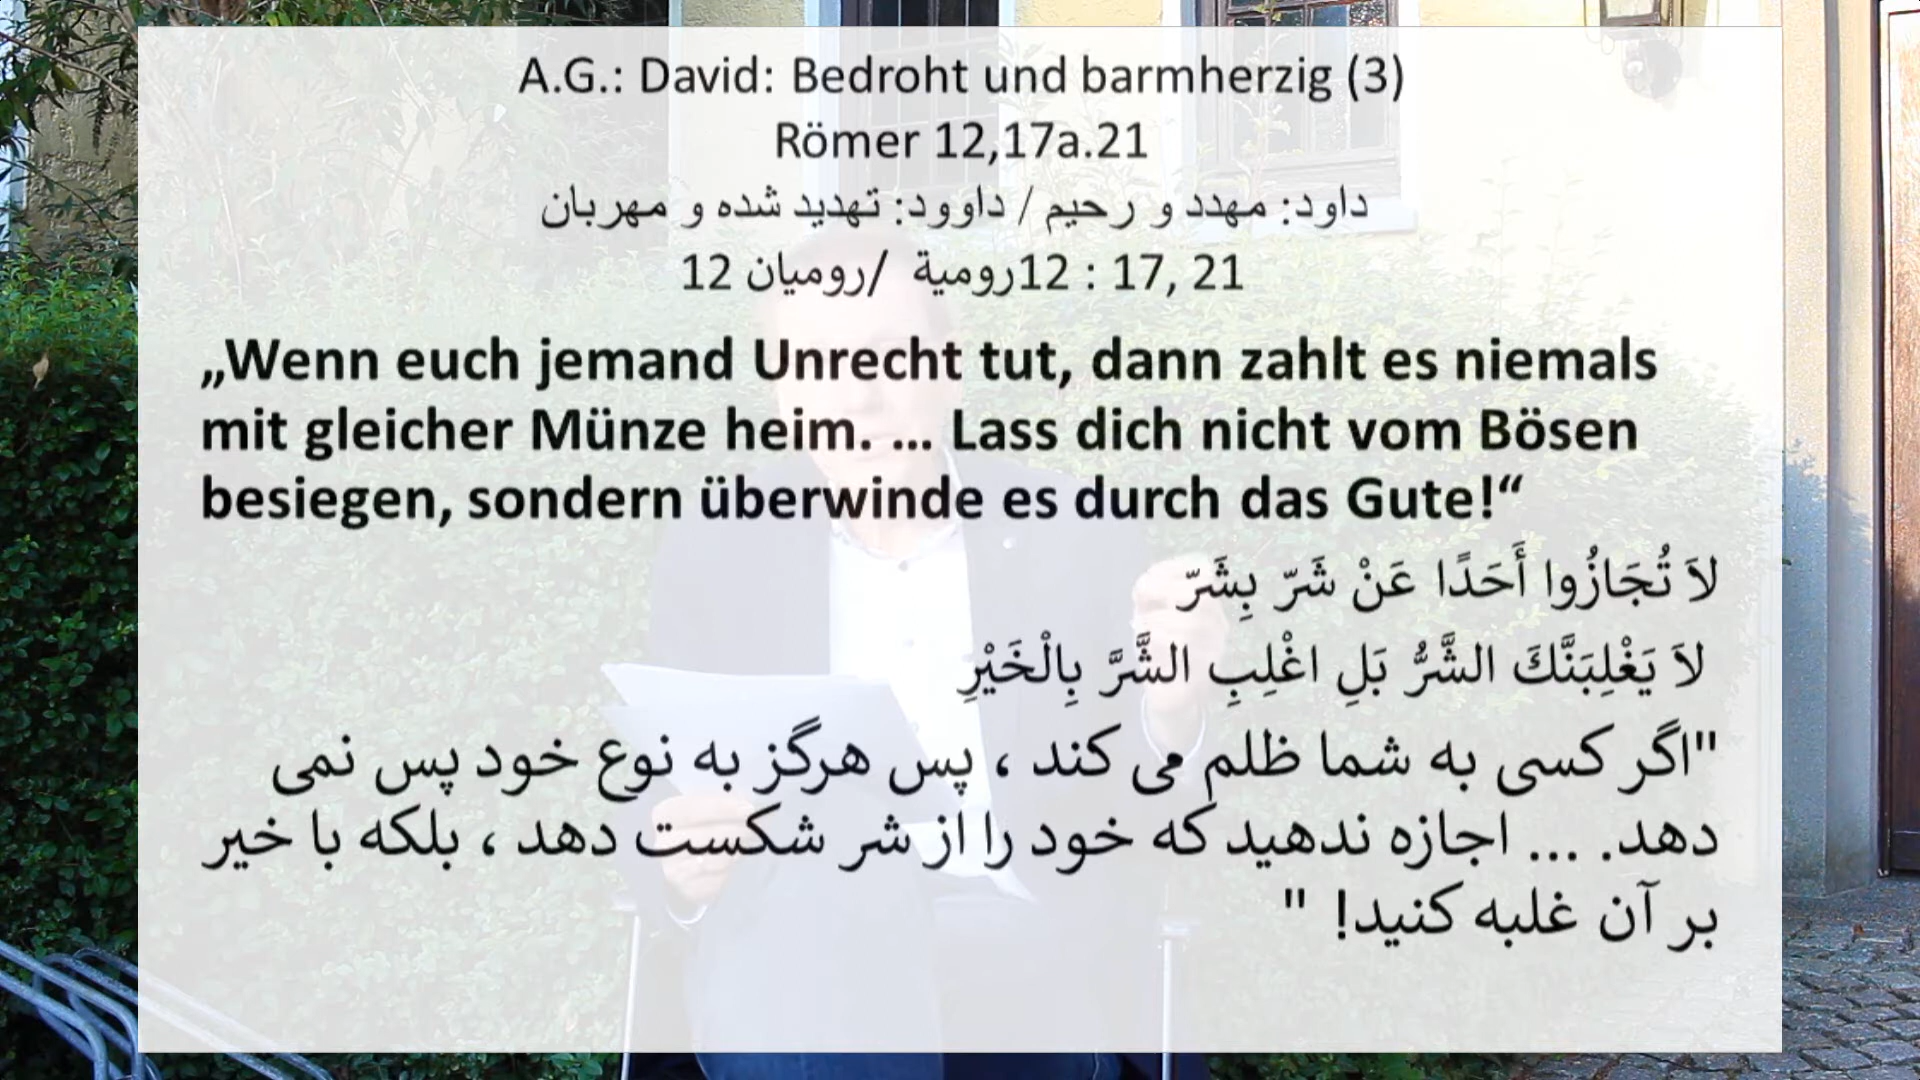 A.G.: David: Bedroht und barmherzig (3)
Römer 12,17a.21
داود: مهدد و رحيم / داوود: تهدید شده و مهربان
رومیان 12 /  رومية12 : 17, 21
„Wenn euch jemand Unrecht tut, dann zahlt es niemals
mit gleicher Münze heim. ... Lass dich nicht vom Bösen
besiegen, sondern überwinde es durch das Gute!“
لاَ تُجَازُوا أَحَدًا عَنْ شَرّ بِشَرّ
لاَ يَغْلِبَنَّكَ الشَّرُّ بَلِ اغْلِبِ الشَّرَّ بِالْخَيْرِ
"اگر کسی به شما ظلم می کند ، پس هرگز به نوع خود پس نمی
دهد. ... اجازه ندهید که خود را از شر شکست دهد ، بلکه با خیر
بر آن غلبه کنید! "